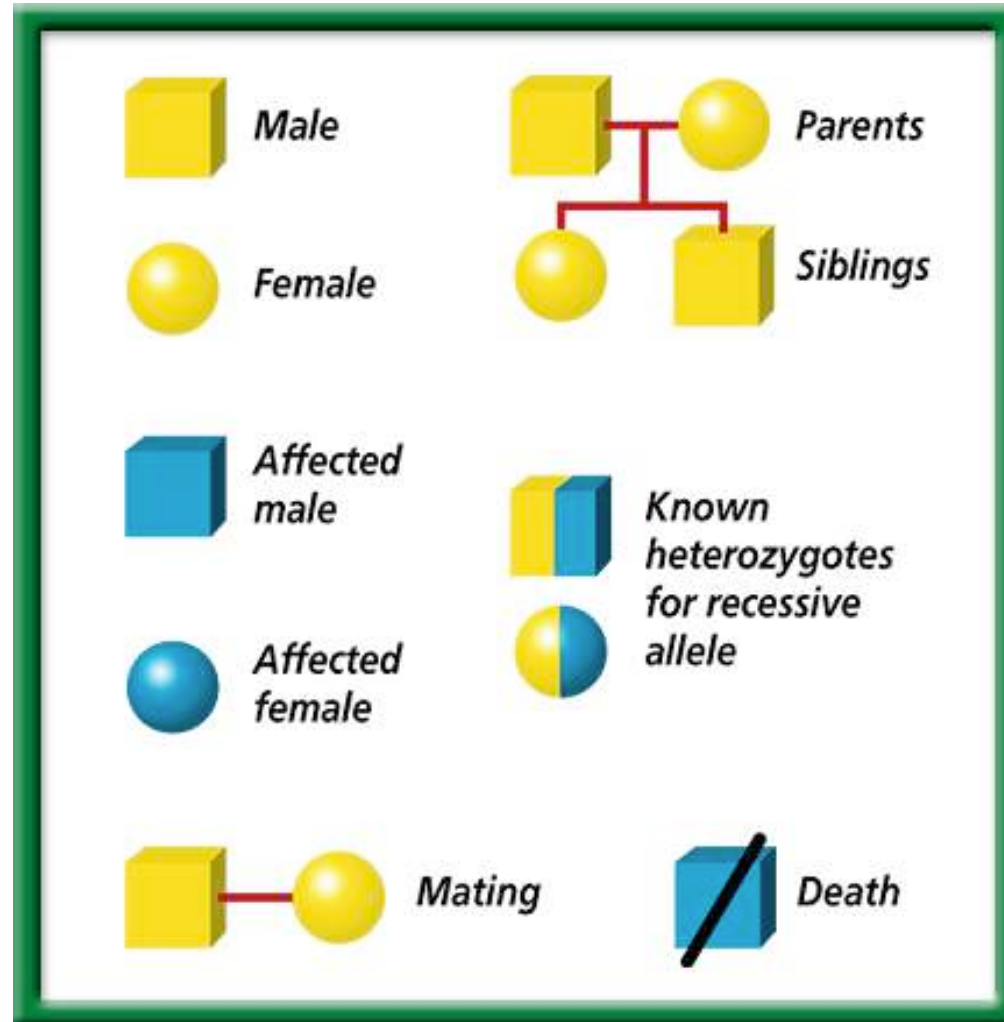 Male
Parents
Female
Siblings
Affected
male
Known
heterozygotes
for recessive
allele
Affected
female
Mating
Death